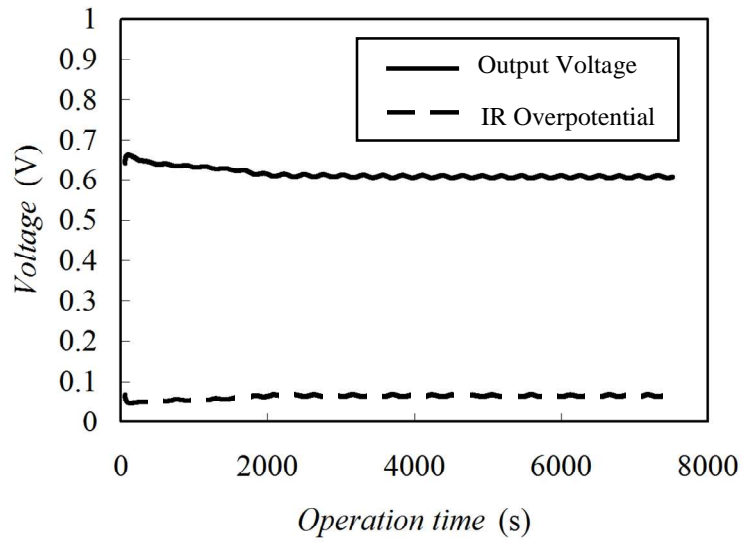 1
0.9
0.8
0.7
0.6
0.5
0.4
0.3
0.2
0.1
0
Voltage (V)
Output Voltage
IR Overpotential
0 2000 4000 6000 8000
Operation time (s)